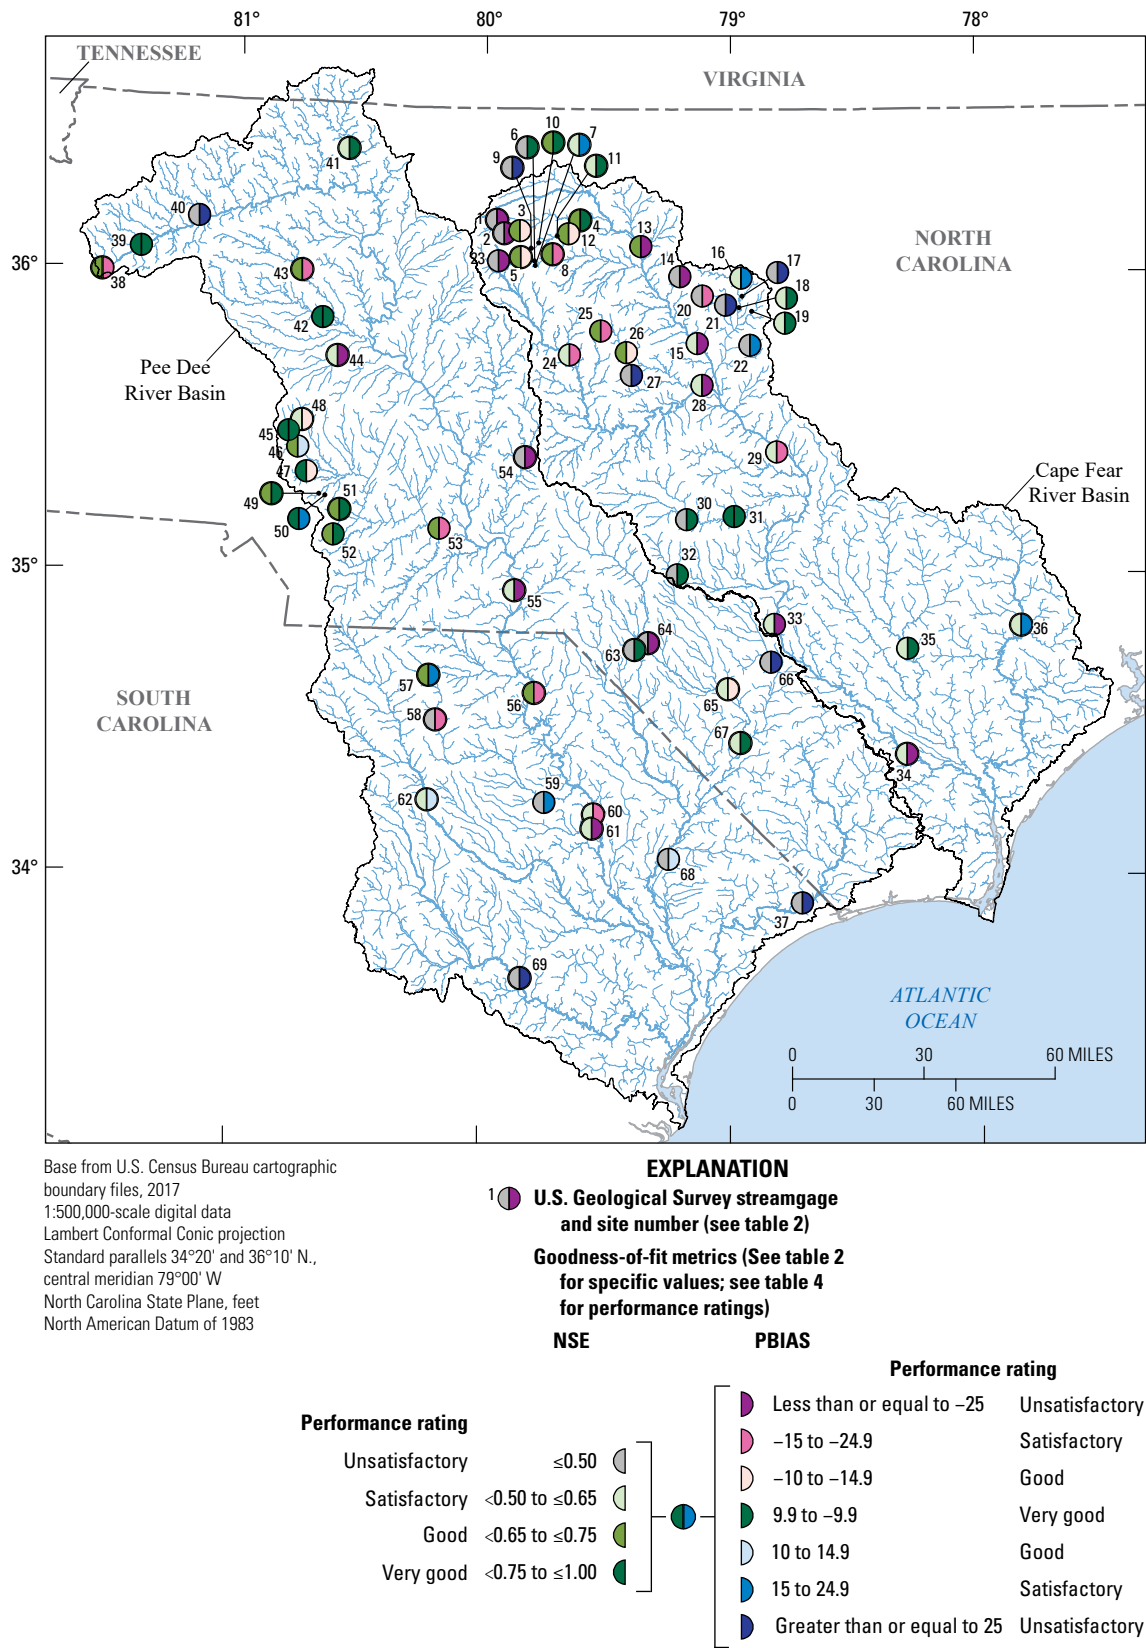 81°
80°
79°
78°
TENNESSEE
VIRGINIA
10
6
7
9
11
41
3
1
4
2
12
13
40
39
23
5
8
NORTH
CAROLINA
36°
38
43
14
16
17
18
20
42
25
21
19
44
24
26
15
22
27
28
Pee Dee
River Basin
48
45
46
47
54
29
Cape Fear
River Basin
49
51
50
52
53
30
31
35°
32
55
33
36
64
63
35
66
57
56
65
58
67
34
SOUTH
CAROLINA
59
60
62
61
68
34°
37
69
ATLANTIC
OCEAN
0 30 60 MILES
0 30 60 MILES
Base from U.S. Census Bureau cartographic
boundary files, 2017
1:500,000-scale digital data
Lambert Conformal Conic projection
Standard parallels 34°20' and 36°10' N.,
central meridian 79°00' W
North Carolina State Plane, feet
North American Datum of 1983
EXPLANATION
1 U.S. Geological Survey streamgage
and site number (see table 2)
Goodness-of-fit metrics (See table 2
for specific values; see table 4
for performance ratings)
NSE
PBIAS
Performance rating
Unsatisfactory ≤0.50
Satisfactory <0.50 to ≤0.65
Good <0.65 to ≤0.75
Very good <0.75 to ≤1.00
Performance rating
Less than or equal to −25 Unsatisfactory
−15 to −24.9 Satisfactory
−10 to −14.9 Good
9.9 to −9.9 Very good
10 to 14.9 Good
15 to 24.9 Satisfactory
Greater than or equal to 25 Unsatisfactory